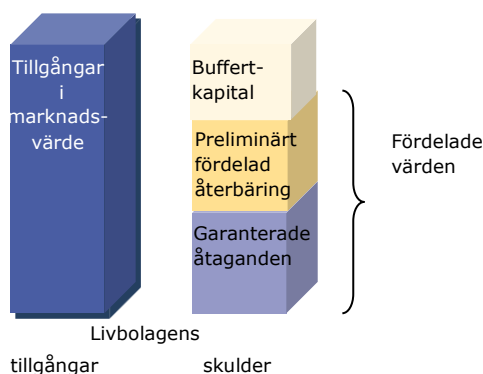 Tillgångar
i
marknads-
värde
Buffert-
kapital
Preliminärt
fördelad
återbäring
Garanterade
åtaganden
Fördelade
värden
Livbolagens
tillgångar
skulder